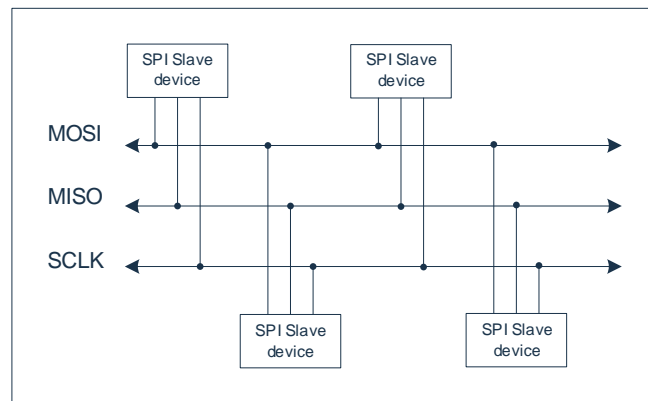 SPI Slave
device
SPI Slave
device
MOSI
MISO
SCLK
SPI Slave
device
SPI Slave
device